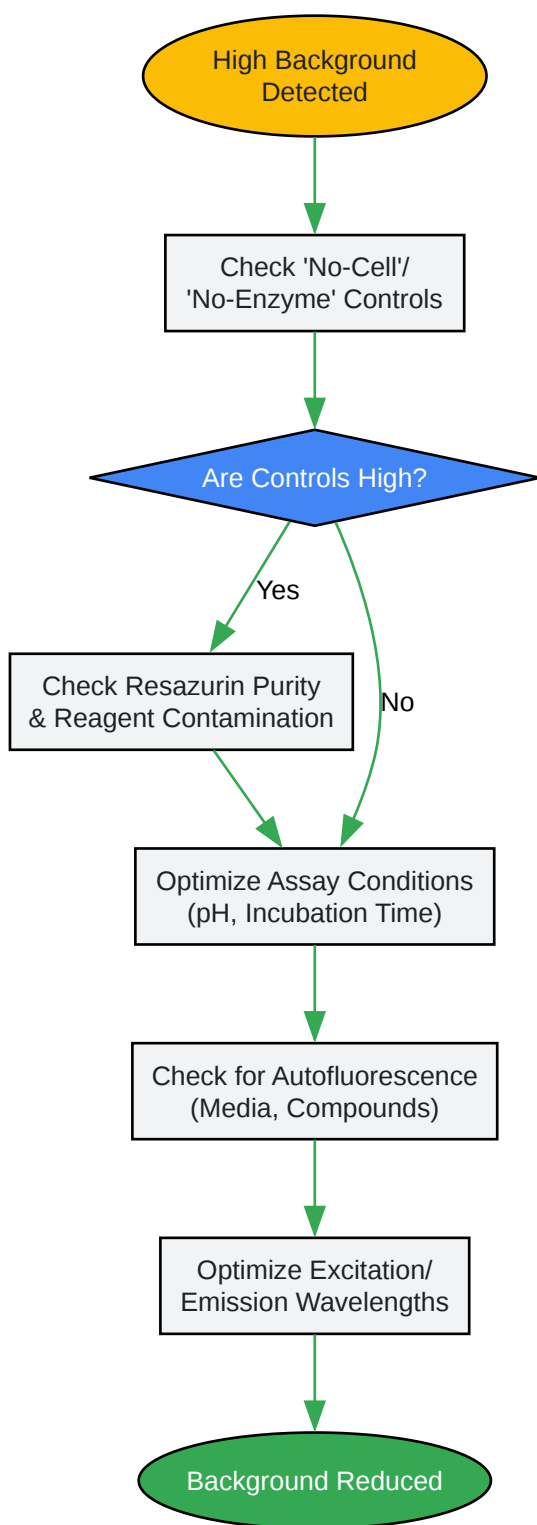 High Background
Detected
Check 'No-Cell'/
'No-Enzyme' Controls
Are Controls High?
Yes
Check Resazurin Purity
& Reagent Contamination
No
Optimize Assay Conditions
(pH, Incubation Time)
Check for Autofluorescence
(Media, Compounds)
Optimize Excitation/
Emission Wavelengths
Background Reduced